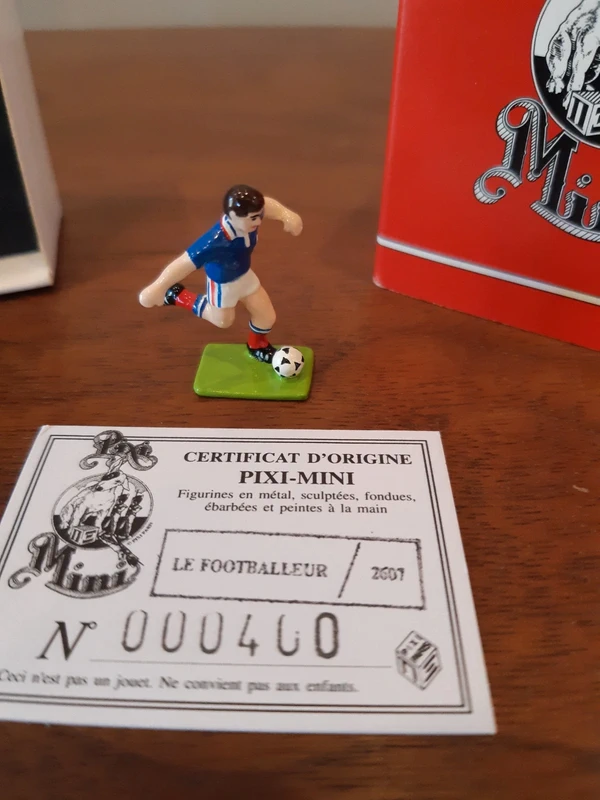 Mini
Pixi
Mini
CERTIFICAT D'ORIGINE
PIXI-MINI
Figurines en métal, sculptées, fondues,
ébarbées et peintes à la main
LE FOOTBALLEUR / 2607
N° 000400
Ceci n'est pas un jouet. Ne convient pas aux enfants.